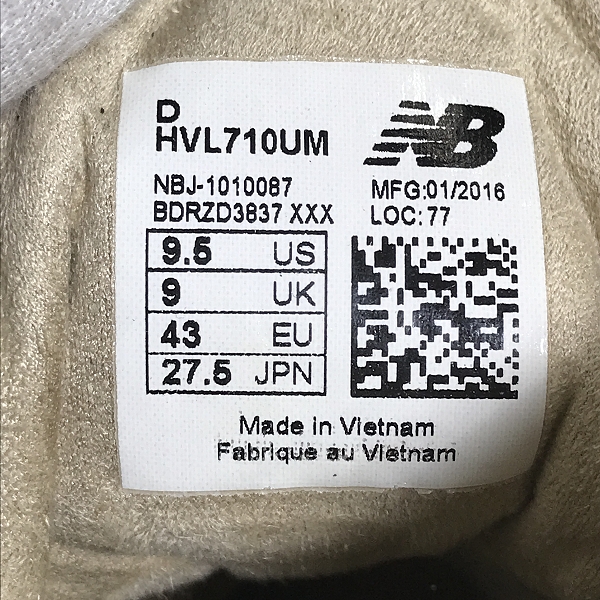 D
HVL710UM
NB
NBJ-1010087
BDRZD3837 XXX
MFG:01/2016
LOC: 77
9.5 US
9 UK
43 EU
27.5 JPN
Made in Vietnam
Fabrique au Vietnam